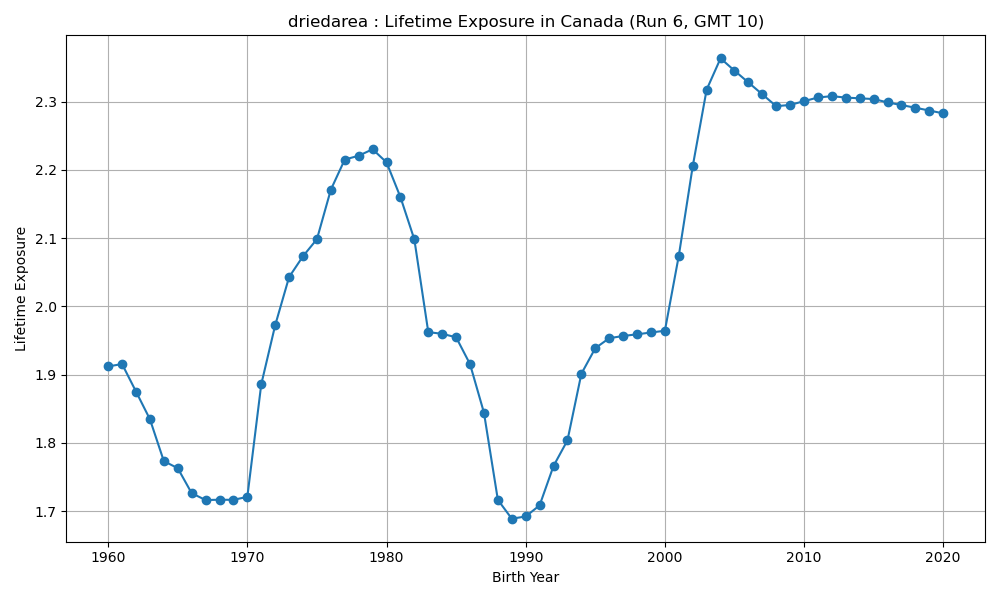 driedarea : Lifetime Exposure in Canada (Run 6, GMT 10)
Lifetime Exposure
2.3
2.2
2.1
2.0
1.9
1.8
1.7
1960 1970 1980 1990 2000 2010 2020
Birth Year